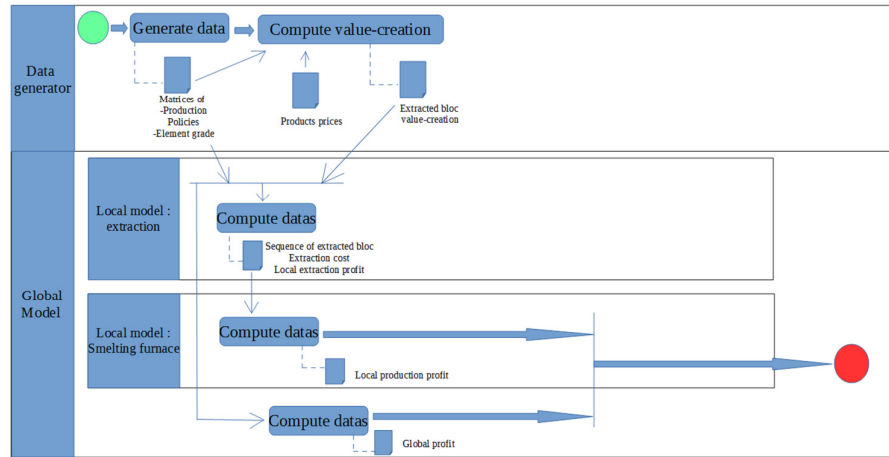 Generate data
Compute value-creation
Data
generator
Matrices of
-Production
Policies
-Element grade
Products prices
Extracted bloc
value-creation
Global
Model
Local model :
extraction
Compute datas
Sequence of extracted bloc
Extraction cost
Local extraction profit
Local model :
Smelting furnace
Compute datas
Local production profit
Compute datas
Global profit